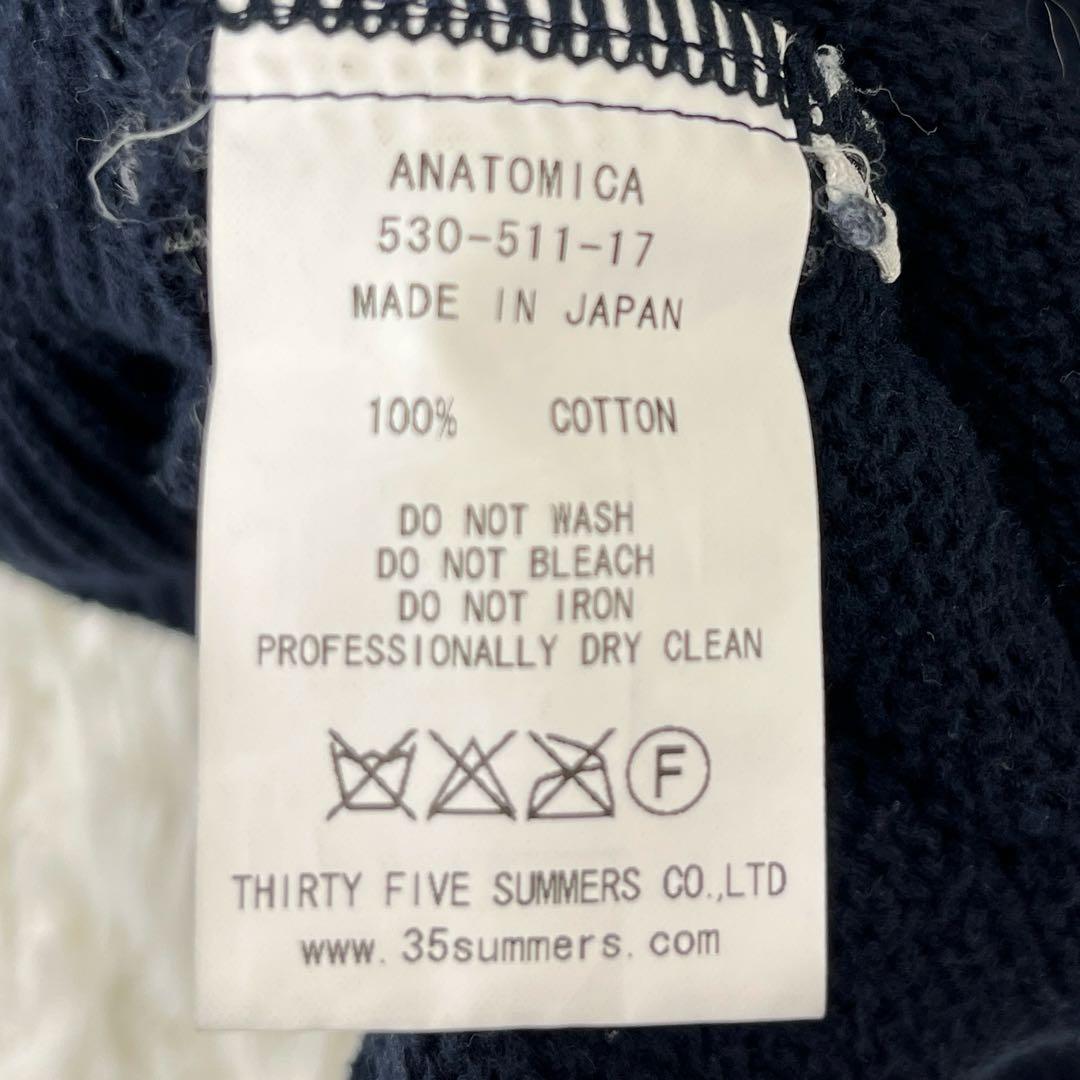 ANATOMICA
530-511-17
MADE IN JAPAN
100% COTTON
DO NOT WASH
DO NOT BLEACH
DO NOT IRON
PROFESSIONALLY DRY CLEAN
F
THIRTY FIVE SUMMERS CO.,LTD
www.35summers.com